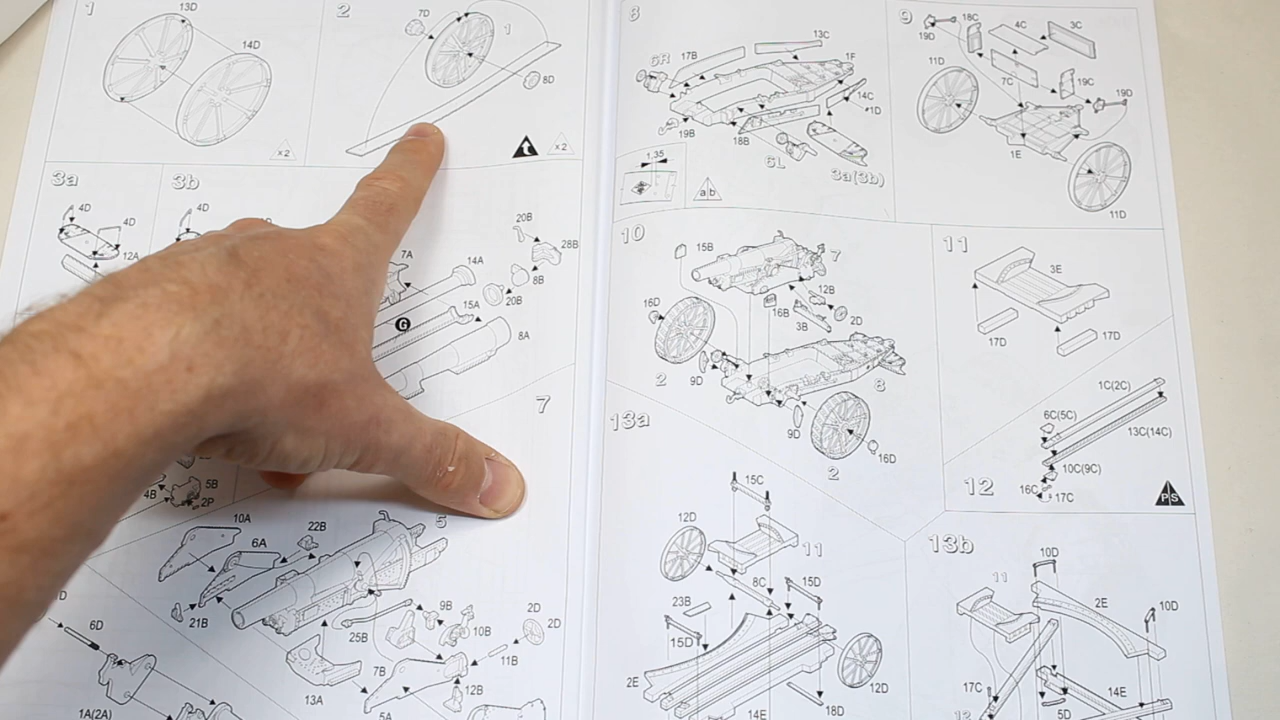 1
13D
14D
x2
2
7D
1
8D
x2
3a
4D
4D
12A
3b
4D
7A
14A
20B
28B
8B
20B
15A
G
8A
4B
5B
2P
7
10A
6A
22B
5
21B
25B
9B
10B
2D
11B
7B
13A
12B
5A
6D
1A(2A)
8
6R
17B
13C
1F
14C
1D
19B
18B
6L
3a(3b)
1.35
a b
9
19D
18C
4C
3C
11D
7C
19C
19D
1E
11D
10
15B
7
16D
12B
16B
3B
2D
2
9D
8
9D
16D
2
11
3E
17D
17D
12
1C(2C)
6C(5C)
13C(14C)
10C(9C)
16C
17C
P S
13a
15C
12D
11
8C
15D
23B
15D
2E
12D
14E
18D
13b
10D
11
2E
10D
17C
14E
12
5D